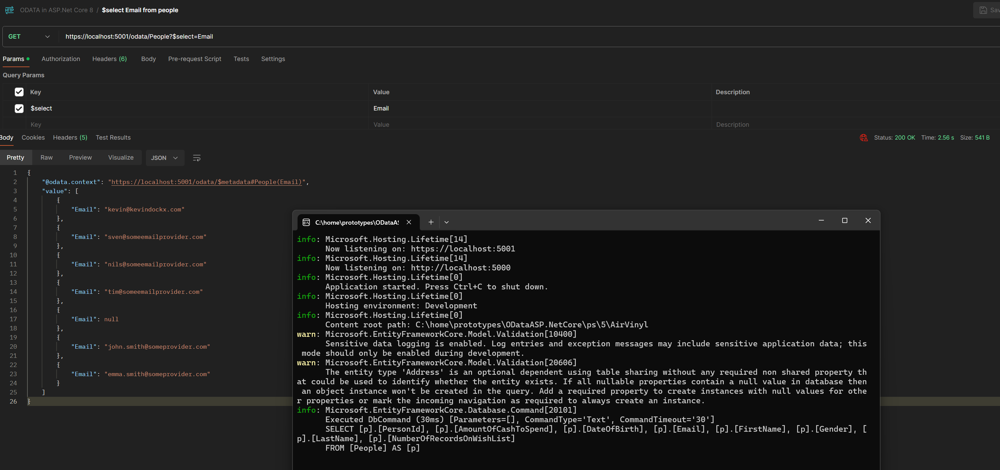 HTTP ODATA in ASP.Net Core 8 / $select Email from people
GET https://localhost:5001/odata/People?$select=Email
Params Authorization Headers (6) Body Pre-request Script Tests Settings
Query Params
Key Value Description
$select Email
Key Value Description
Body Cookies Headers (5) Test Results Status: 200 OK Time: 2.56 s Size: 541 B
Pretty Raw Preview Visualize JSON
1 {
2 "@odata.context": "https://localhost:5001/odata/$metadata#People(Email)",
3 "value": [
4 {
5 "Email": "kevin@kevindockx.com"
6 },
7 {
8 "Email": "sven@someemailprovider.com"
9 },
10 {
11 "Email": "nils@someemailprovider.com"
12 },
13 {
14 "Email": "tim@someemailprovider.com"
15 },
16 {
17 "Email": null
18 },
19 {
20 "Email": "john.smith@someprovider.com"
21 },
22 {
23 "Email": "emma.smith@someprovider.com"
24 }
25 ]
26 }
C:\home\prototypes\ODataA
info: Microsoft.Hosting.Lifetime[14]
Now listening on: https://localhost:5001
info: Microsoft.Hosting.Lifetime[14]
Now listening on: http://localhost:5000
info: Microsoft.Hosting.Lifetime[0]
Application started. Press Ctrl+C to shut down.
info: Microsoft.Hosting.Lifetime[0]
Hosting environment: Development
info: Microsoft.Hosting.Lifetime[0]
Content root path: C:\home\prototypes\ODataASP.NetCore\ps\5\AirVinyl
warn: Microsoft.EntityFrameworkCore.Model.Validation[10400]
Sensitive data logging is enabled. Log entries and exception messages may include sensitive application data; this
mode should only be enabled during development.
warn: Microsoft.EntityFrameworkCore.Model.Validation[20606]
The entity type 'Address' is an optional dependent using table sharing without any required non shared property th
at could be used to identify whether the entity exists. If all nullable properties contain a null value in database then
an object instance won't be created in the query. Add a required property to create instances with null values for othe
r properties or mark the incoming navigation as required to always create an instance.
info: Microsoft.EntityFrameworkCore.Database.Command[20101]
Executed DbCommand (30ms) [Parameters=[], CommandType='Text', CommandTimeout='30']
SELECT [p].[PersonId], [p].[AmountOfCashToSpend], [p].[DateOfBirth], [p].[Email], [p].[FirstName], [p].[Gender], [
p].[LastName], [p].[NumberOfRecordsOnWishList]
FROM [People] AS [p]